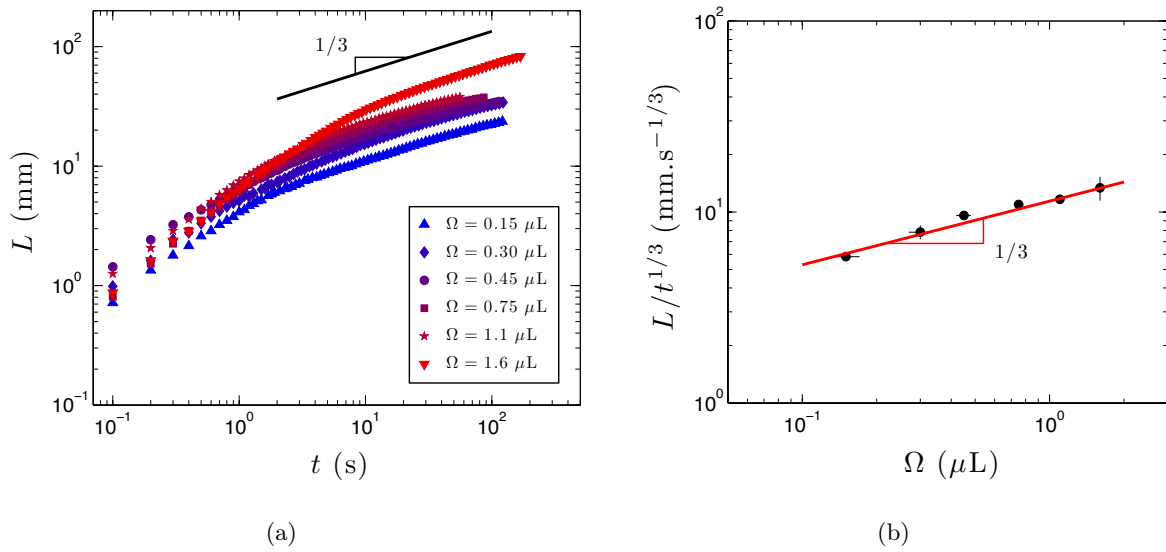 10²
10¹
10⁰
10⁻¹
L (mm)
1/3
Ω = 0.15 μL
Ω = 0.30 μL
Ω = 0.45 μL
Ω = 0.75 μL
Ω = 1.1 μL
Ω = 1.6 μL
10⁻¹ 10⁰ 10¹ 10²
t (s)
(a)
10²
10¹
10⁰
L/t^{1/3} (mm.s^{−1/3})
1/3
10⁻¹ 10⁰
Ω (μL)
(b)